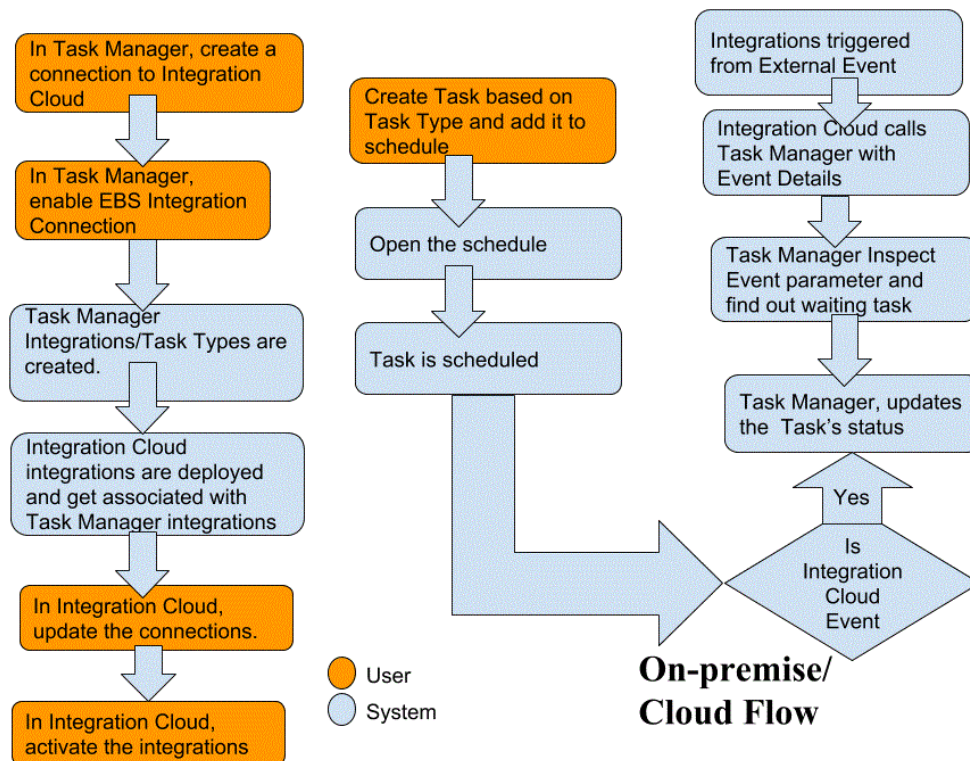 In Task Manager, create a
connection to Integration
Cloud
In Task Manager,
enable EBS Integration
Connection
Task Manager
Integrations/Task Types are
created.
Integration Cloud
integrations are deployed
and get associated with
Task Manager integrations
In Integration Cloud,
update the connections.
In Integration Cloud,
activate the integrations
Create Task based on
Task Type and add it to
schedule
Open the schedule
Task is scheduled
Integrations triggered
from External Event
Integration Cloud calls
Task Manager with
Event Details
Task Manager Inspect
Event parameter and
find out waiting task
Task Manager, updates
the Task's status
Yes
Is
Integration
Cloud
Event
User
System
On-premise/
Cloud Flow